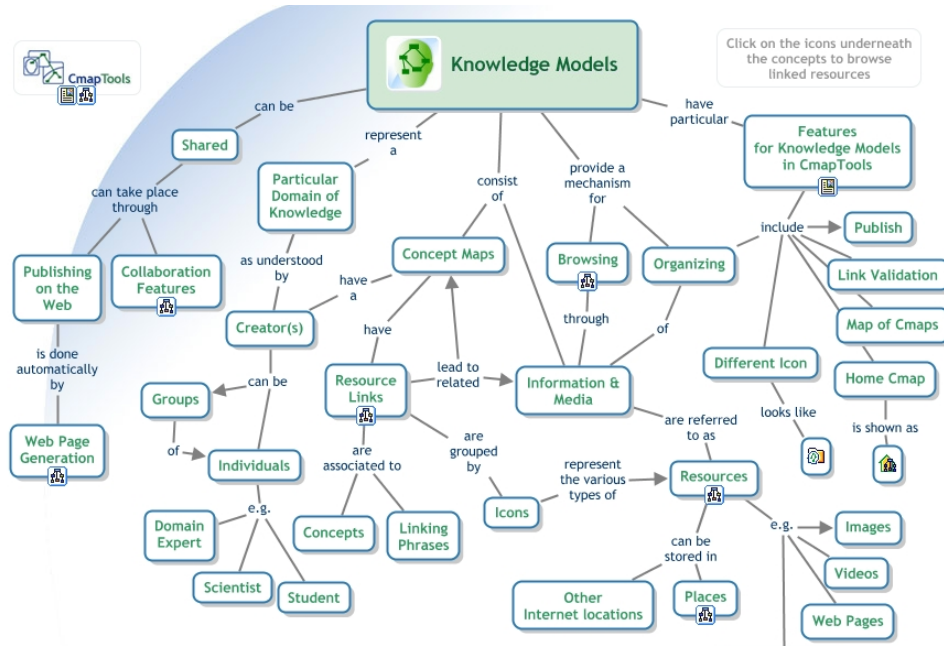 CmapTools
Knowledge Models
Click on the icons underneath
the concepts to browse
linked resources
can be
represent
a
consist
of
provide a
mechanism
for
have
particular
Shared
Features
for Knowledge Models
in CmapTools
can take place
through
Particular
Domain of
Knowledge
include
Publish
Publishing
on the
Web
Collaboration
Features
as understood
by
have
a
Concept Maps
Browsing
Organizing
Link Validation
is done
automatically
by
Creator(s)
have
through
of
Map of Cmaps
Groups
can be
Resource
Links
lead to
related
Information &
Media
Different Icon
Home Cmap
Web Page
Generation
of
Individuals
are
associated to
are
grouped
by
represent
the various
types of
are referred
to as
looks like
is shown as
Resources
e.g.
Domain
Expert
Scientist
Student
Concepts
Linking
Phrases
Icons
can be
stored in
e.g.
Images
Videos
Web Pages
Other
Internet locations
Places